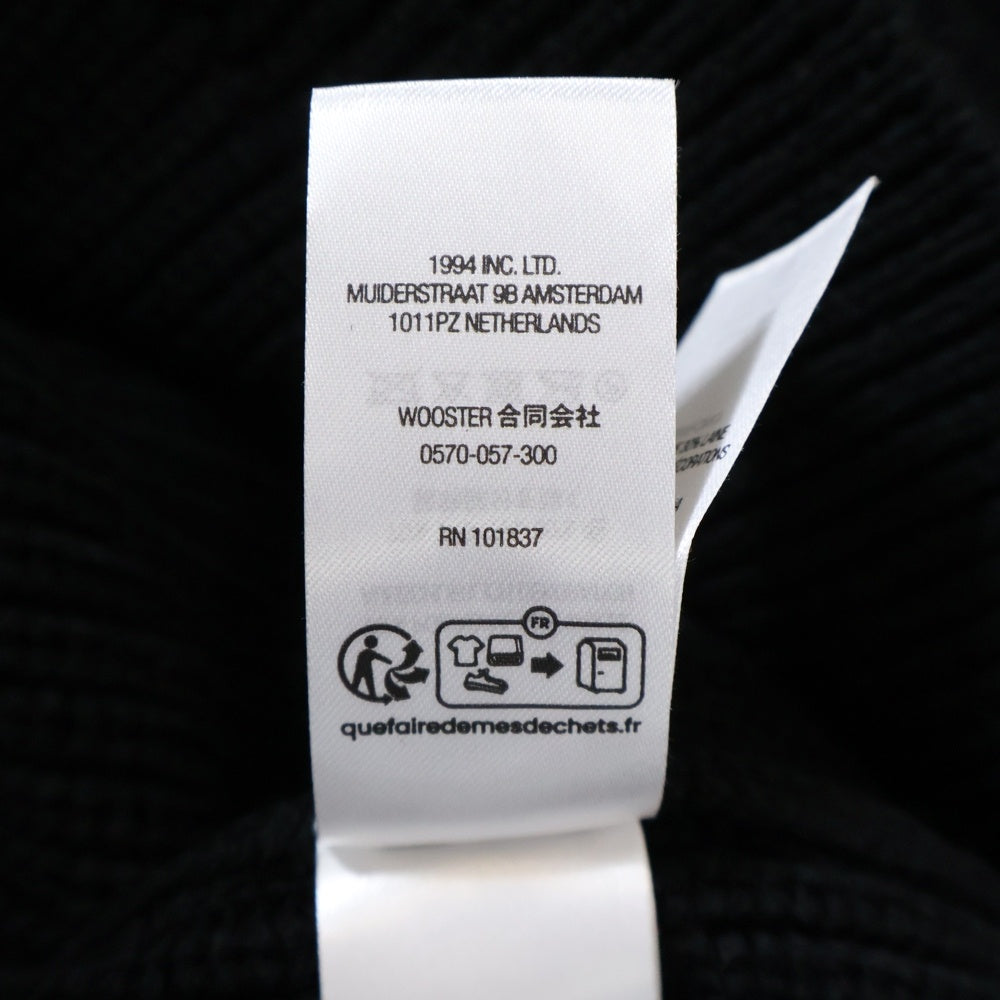 1994 INC. LTD.
MUIDERSTRAAT 9B AMSTERDAM
1011PZ NETHERLANDS
WOOSTER 合同会社
0570-057-300
RN 101837
FR
quefairedemesdechets.fr